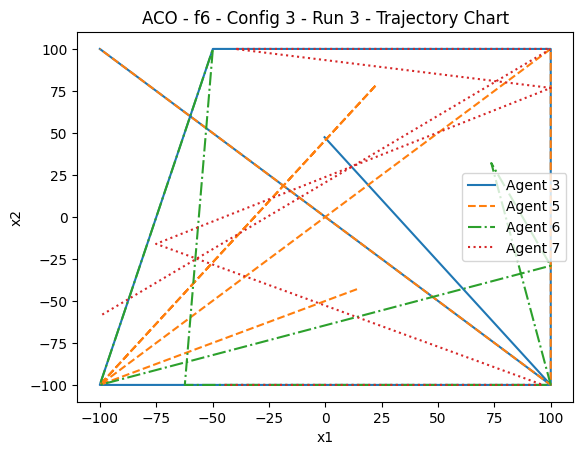 ACO - f6 - Config 3 - Run 3 - Trajectory Chart
100
75
50
25
0
−25
−50
−75
−100
x2
Agent 3
Agent 5
Agent 6
Agent 7
−100 −75 −50 −25 0 25 50 75 100
x1